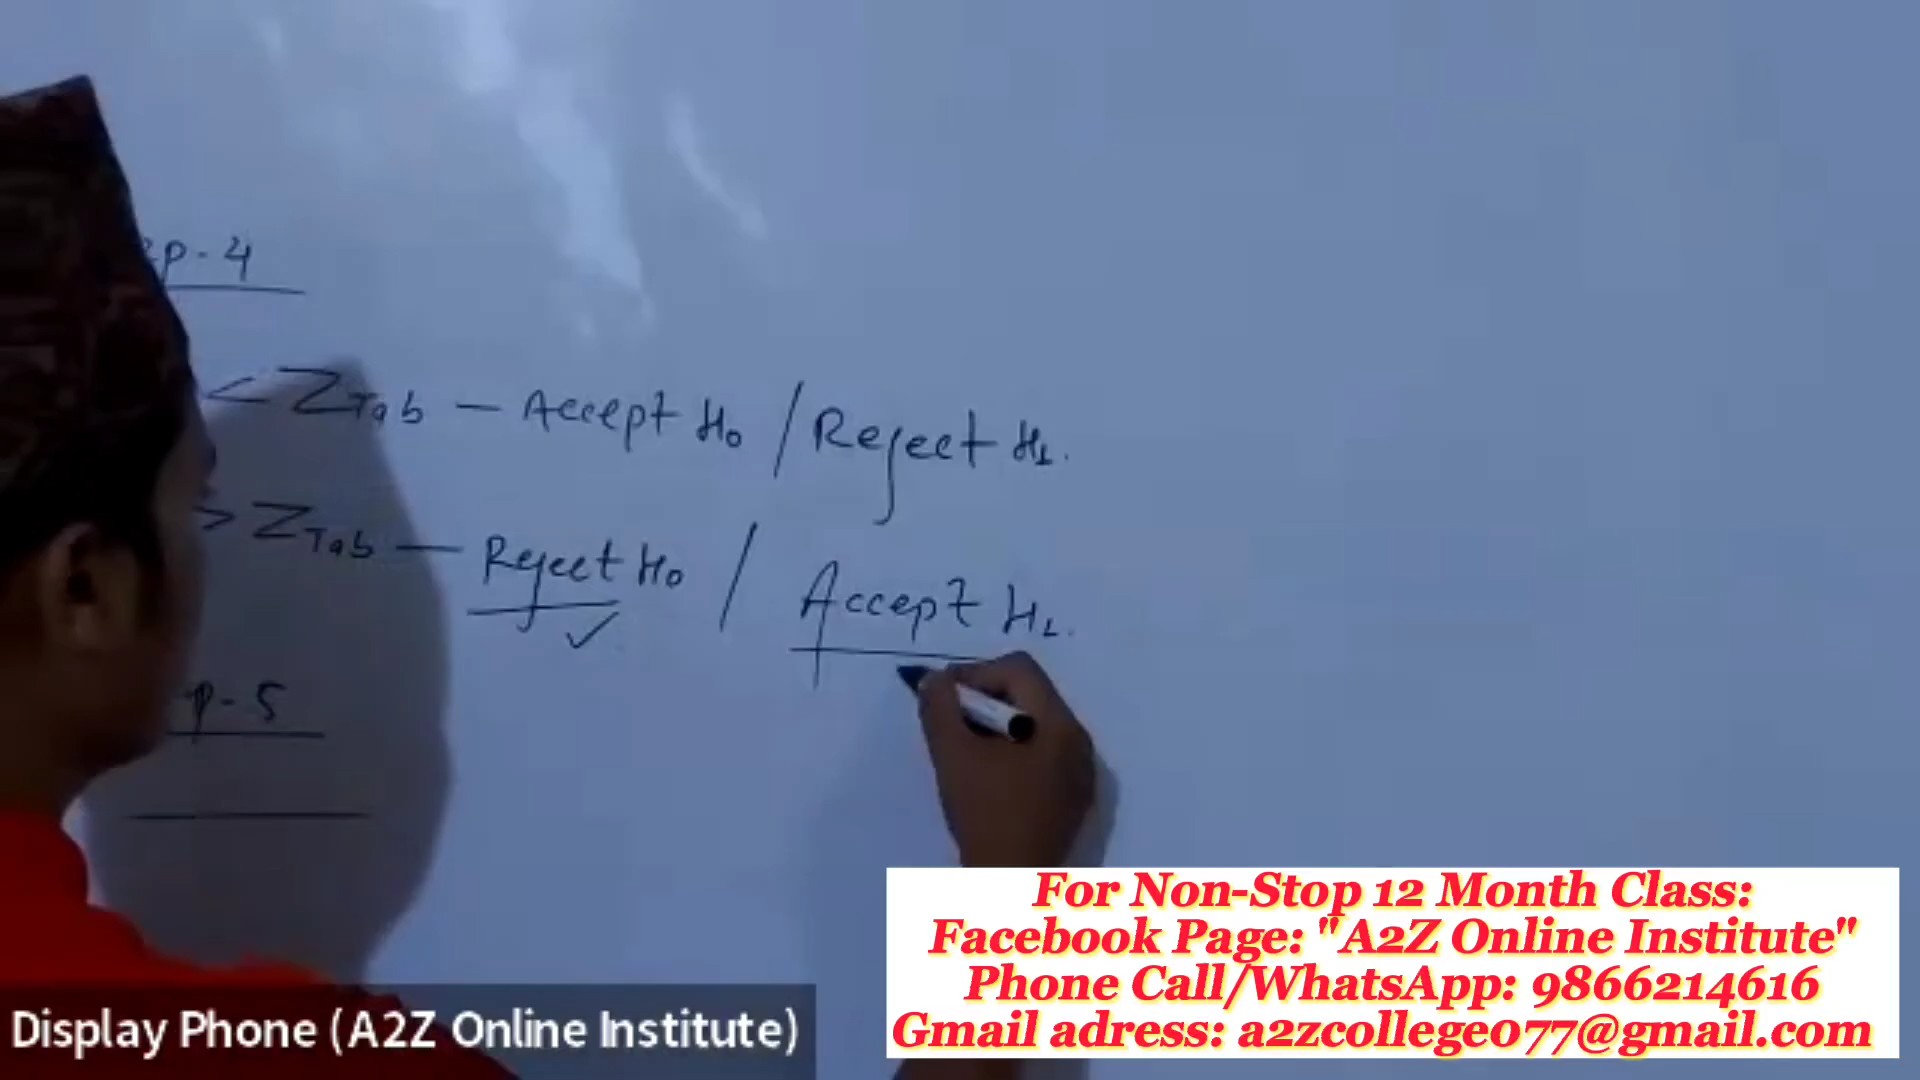 ep-4
< ZTab — Accept H0 / Reject H1.
> ZTab — Reject H0 / Accept H1.
p-5
For Non-Stop 12 Month Class:
Facebook Page: "A2Z Online Institute"
Phone Call/WhatsApp: 9866214616
Gmail adress: a2zcollege077@gmail.com
Display Phone (A2Z Online Institute)